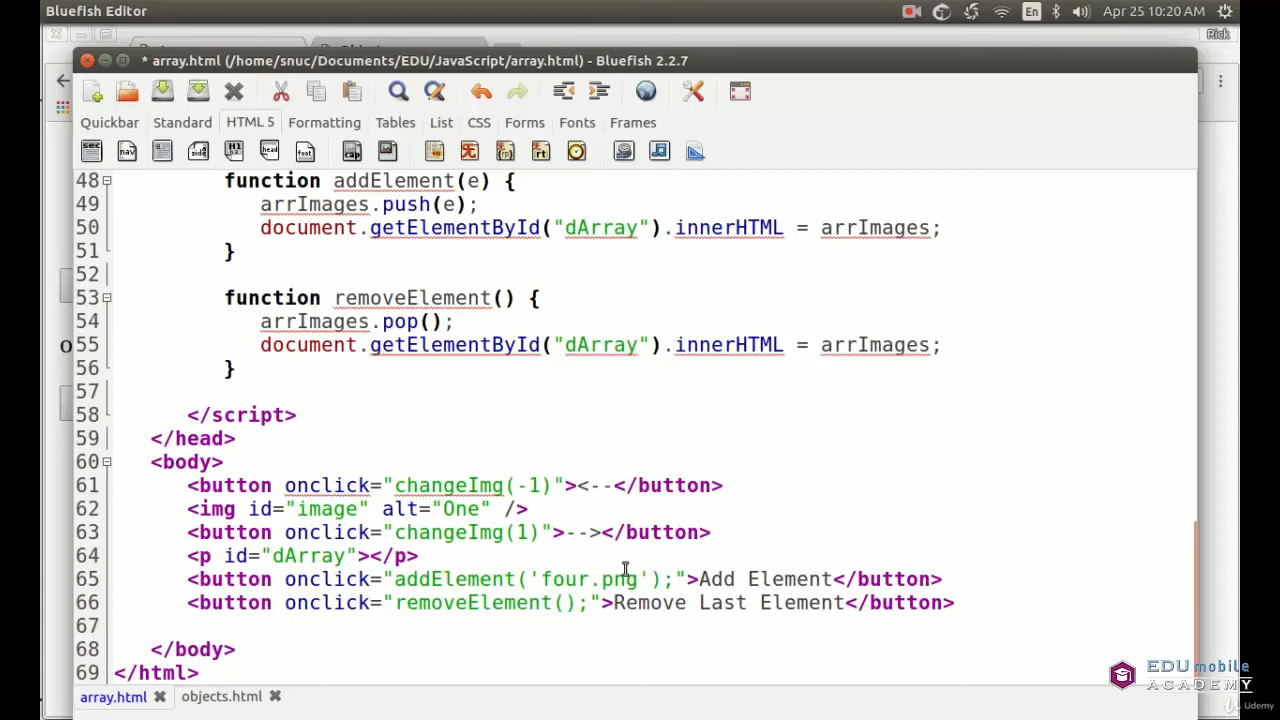 Bluefish Editor
En
Apr 25 10:20 AM
Rick
* array.html (/home/snuc/Documents/EDU/JavaScript/array.html) - Bluefish 2.2.7
Quickbar Standard HTML 5 Formatting Tables List CSS Forms Fonts Frames
48 function addElement(e) {
49 arrImages.push(e);
50 document.getElementById("dArray").innerHTML = arrImages;
51 }
52
53 function removeElement() {
54 arrImages.pop();
55 document.getElementById("dArray").innerHTML = arrImages;
56 }
57
58 </script>
59 </head>
60 <body>
61 <button onclick="changeImg(-1)"><--</button>
62 <img id="image" alt="One" />
63 <button onclick="changeImg(1)">--></button>
64 <p id="dArray"></p>
65 <button onclick="addElement('four.png');">Add Element</button>
66 <button onclick="removeElement();">Remove Last Element</button>
67
68 </body>
69 </html>
array.html objects.html
EDUmobile
ACADEMY
Udemy